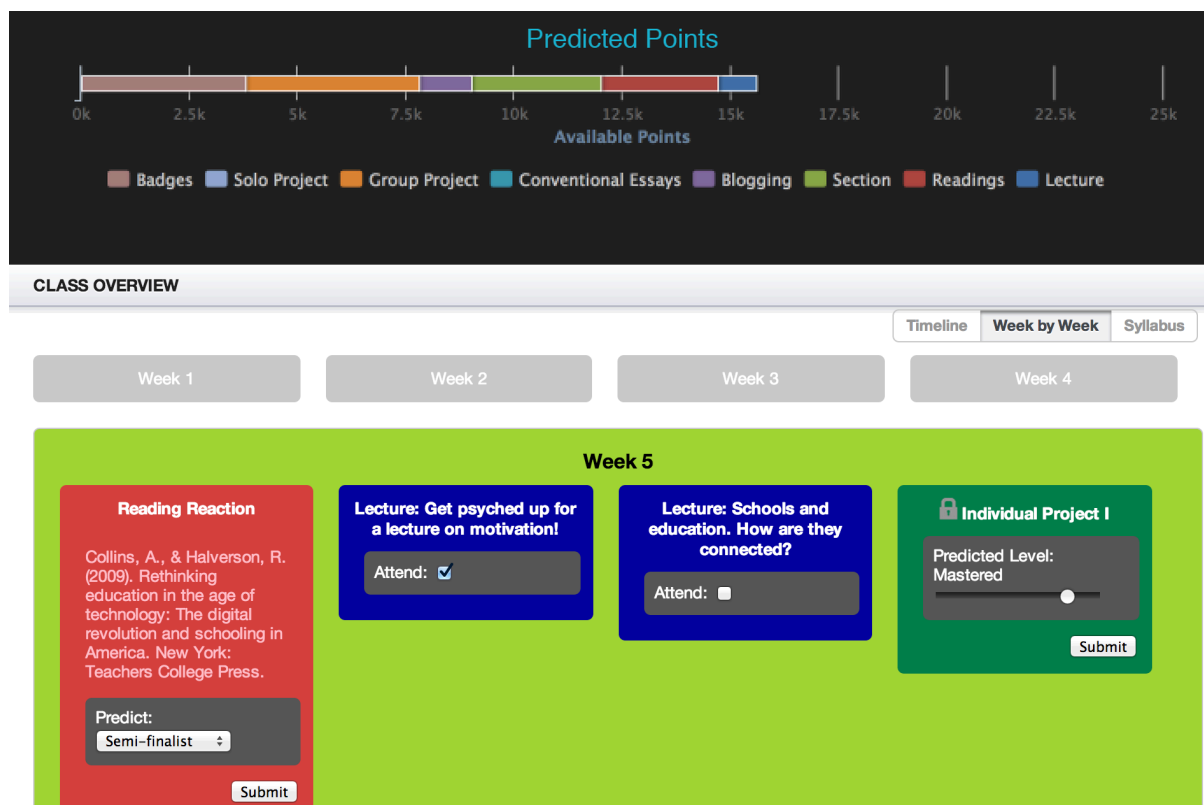 Predicted Points
0k 2.5k 5k 7.5k 10k 12.5k 15k 17.5k 20k 22.5k 25k
Available Points
Badges Solo Project Group Project Conventional Essays Blogging Section Readings Lecture
CLASS OVERVIEW
Timeline Week by Week Syllabus
Week 1 Week 2 Week 3 Week 4
Week 5
Reading Reaction
Collins, A., & Halverson, R.
(2009). Rethinking
education in the age of
technology: The digital
revolution and schooling in
America. New York:
Teachers College Press.
Predict:
Semi-finalist
Submit
Lecture: Get psyched up for
a lecture on motivation!
Attend:
Lecture: Schools and
education. How are they
connected?
Attend:
Individual Project I
Predicted Level:
Mastered
Submit